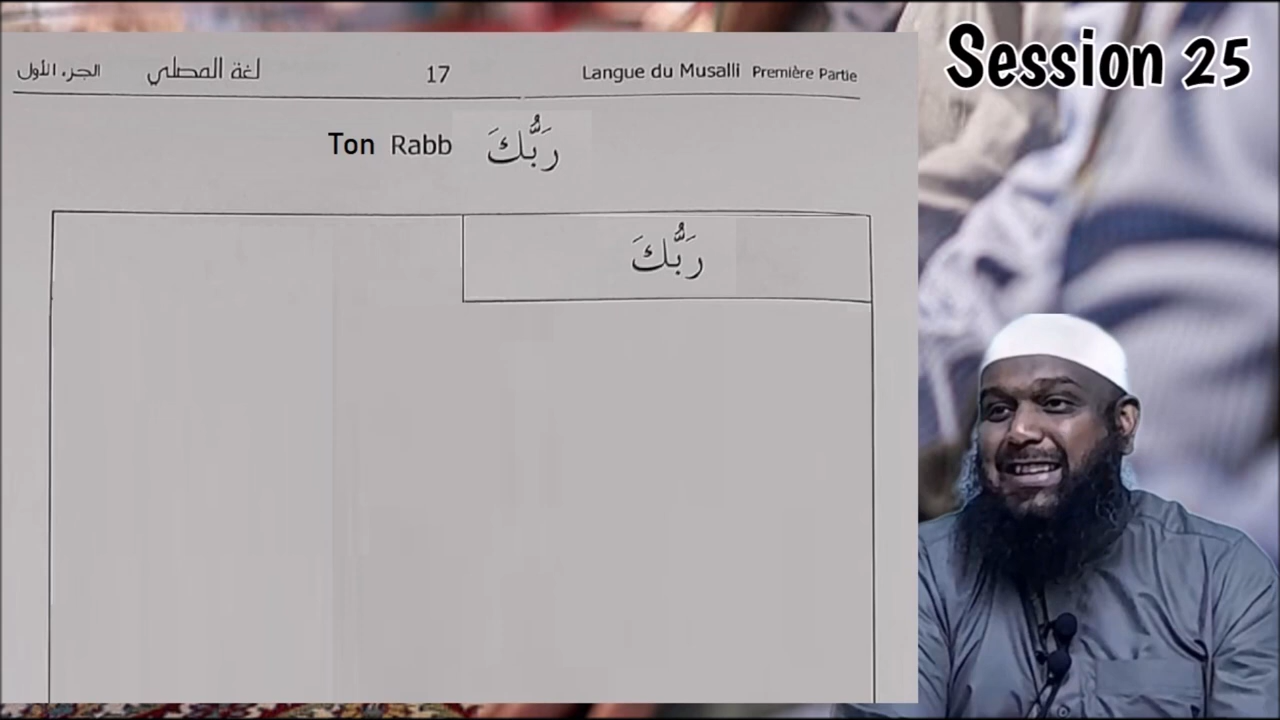 Session 25
الجزء الأول لغة المصلي 17 Langue du Musalli Première Partie
Ton Rabb رَبُّكَ
رَبُّكَ